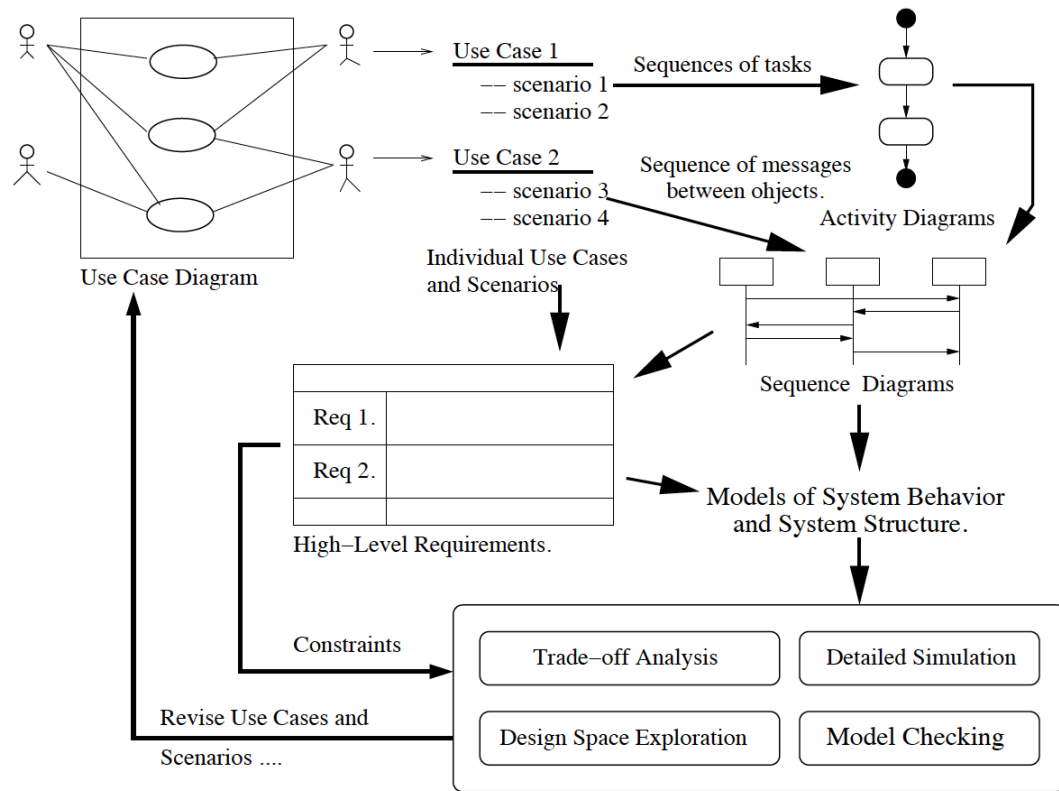 Use Case 1
−− scenario 1
−− scenario 2
Sequences of tasks
Use Case 2
−− scenario 3
−− scenario 4
Sequence of messages
between ohjects.
Activity Diagrams
Use Case Diagram
Individual Use Cases
and Scenarios
Sequence Diagrams
Req 1.
Req 2.
High−Level Requirements.
Models of System Behavior
and System Structure.
Constraints
Trade−off Analysis
Detailed Simulation
Revise Use Cases and
Scenarios ....
Design Space Exploration
Model Checking